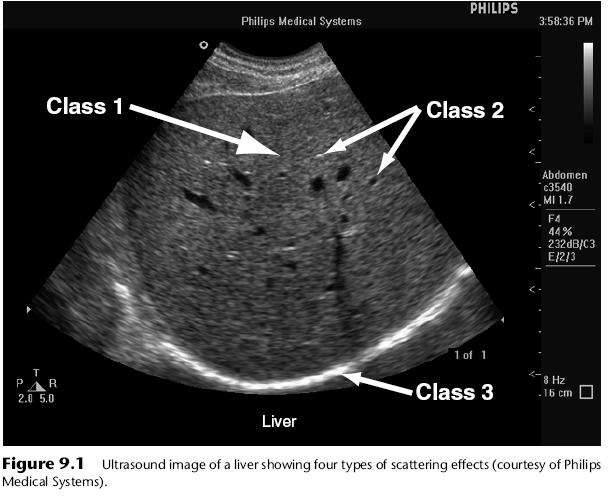 PHILIPS
Philips Medical Systems
3:58:36 PM
Class 1
Class 2
Abdomen
c3540
MI 1.7
F4
44%
232dB/C3
E/2/3
1 of 1
Class 3
T
P R
2.0 5.0
8 Hz
16 cm
Liver
Figure 9.1 Ultrasound image of a liver showing four types of scattering effects (courtesy of Philips
Medical Systems).